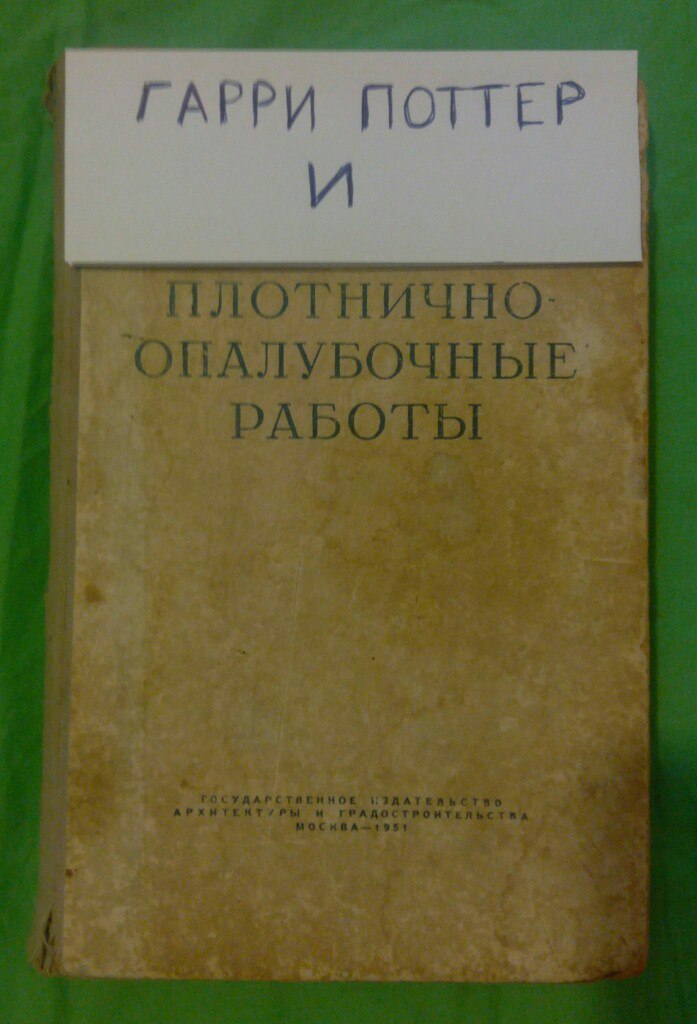 ГАРРИ ПОТТЕР
И
ПЛОТНИЧНО-
ОПАЛУБОЧНЫЕ
РАБОТЫ
ГОСУДАРСТВЕННОЕ ИЗДАТЕЛЬСТВО
АРХИТЕКТУРЫ И ГРАДОСТРОИТЕЛЬСТВА
МОСКВА—1951